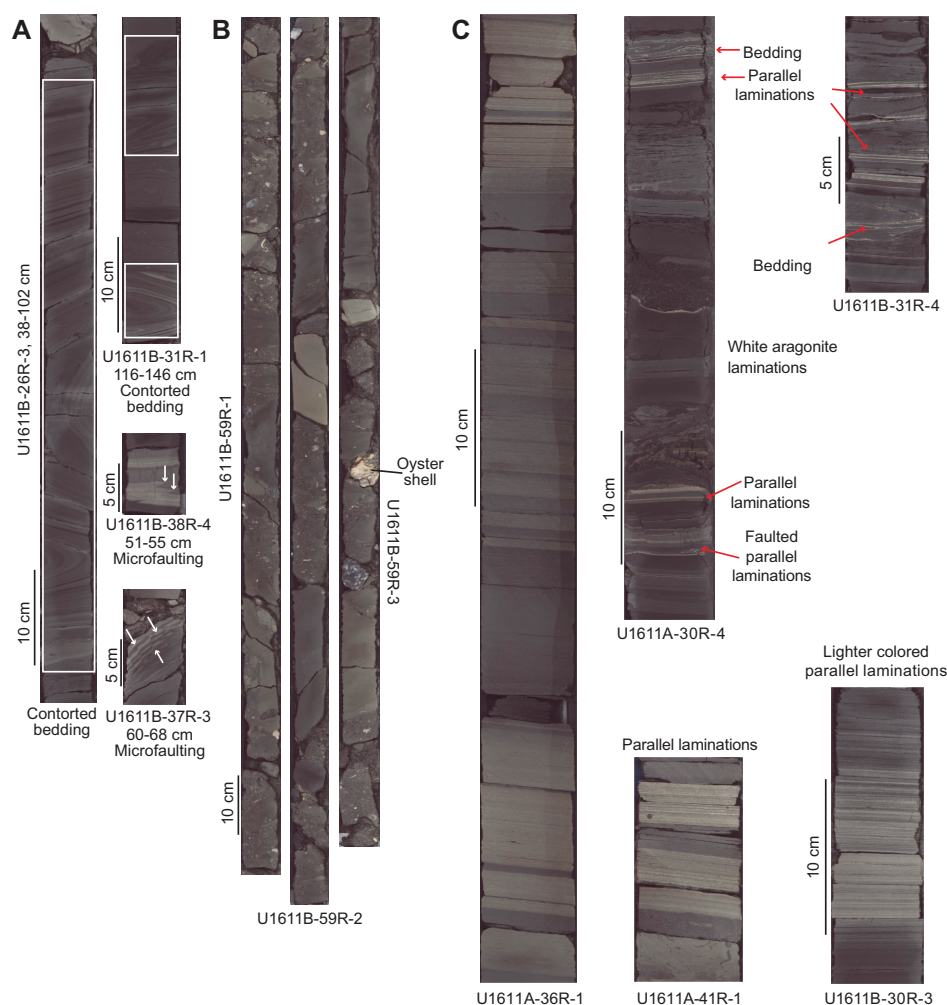 A
U1611B-26R-3, 38-102 cm
10 cm
Contorted
bedding
10 cm
U1611B-31R-1
116-146 cm
Contorted
bedding
5 cm
U1611B-38R-4
51-55 cm
Microfaulting
5 cm
U1611B-37R-3
60-68 cm
Microfaulting
B
U1611B-59R-1
10 cm
U1611B-59R-2
Oyster
shell
U1611B-59R-3
C
10 cm
U1611A-36R-1
Bedding
Parallel
laminations
5 cm
Bedding
U1611B-31R-4
White aragonite
laminations
10 cm
Parallel
laminations
Faulted
parallel
laminations
U1611A-30R-4
Parallel laminations
U1611A-41R-1
Lighter colored
parallel laminations
10 cm
U1611B-30R-3